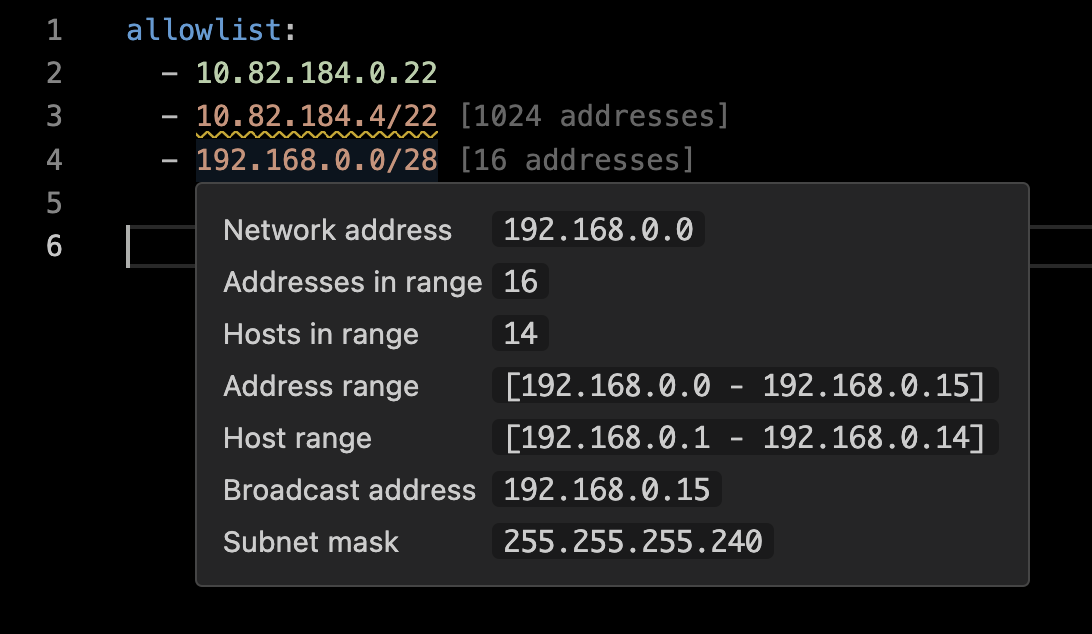 1 allowlist:
2 - 10.82.184.0.22
3 - 10.82.184.4/22 [1024 addresses]
4 - 192.168.0.0/28 [16 addresses]
5
6
Network address 192.168.0.0
Addresses in range 16
Hosts in range 14
Address range [192.168.0.0 - 192.168.0.15]
Host range [192.168.0.1 - 192.168.0.14]
Broadcast address 192.168.0.15
Subnet mask 255.255.255.240